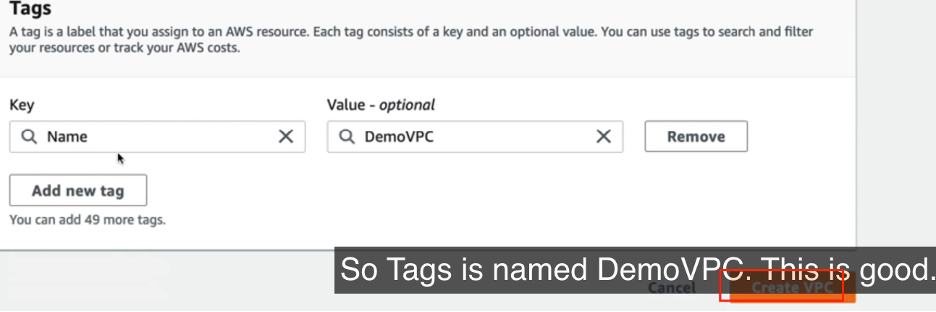 Tags
A tag is a label that you assign to an AWS resource. Each tag consists of a key and an optional value. You can use tags to search and filter
your resources or track your AWS costs.
Key
Value - optional
Name
DemoVPC
Remove
Add new tag
You can add 49 more tags.
So Tags is named DemoVPC. This is good.
Cancel
Create VPC